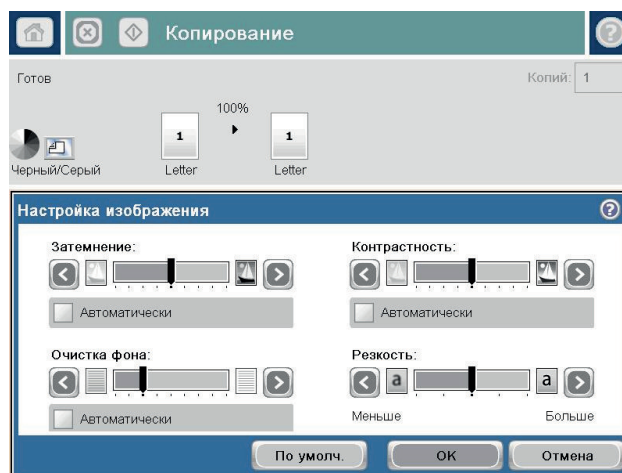 Копирование
Готов
Копий: 1
100%
1 1
Черный/Серый Letter Letter
Настройка изображения
Затемнение: Контрастность:
Автоматически Автоматически
Очистка фона: Резкость:
a a
Автоматически Меньше Больше
По умолч. OK Отмена